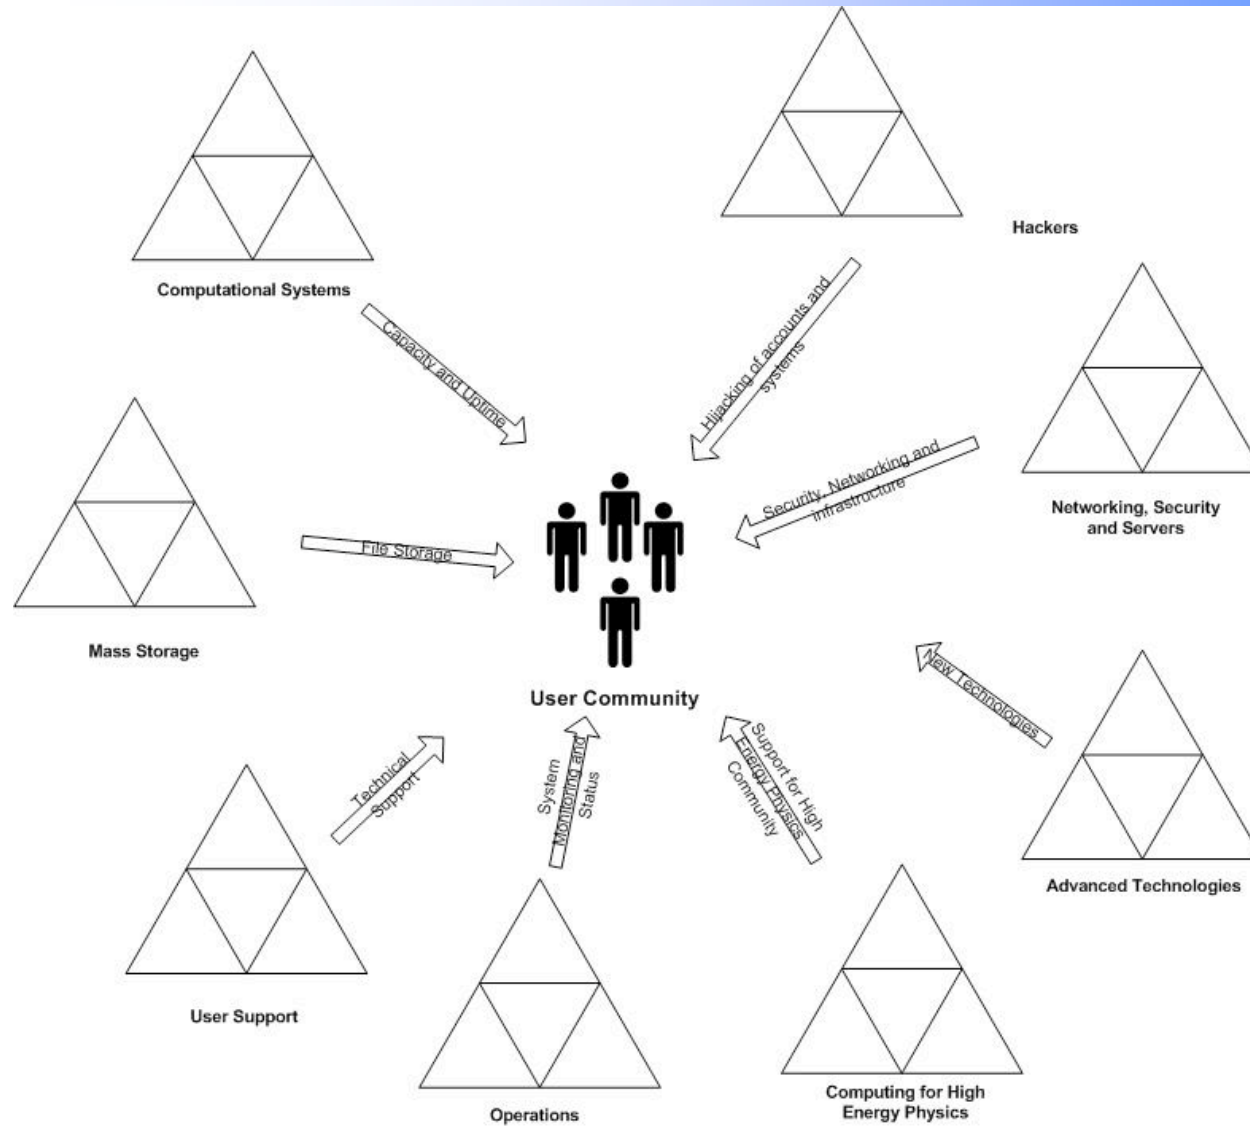 Hackers
Computational Systems
Capacity and Uptime
Hijacking of accounts and
systems
Security, Networking and
infrastructure
Networking, Security
and Servers
File Storage
Mass Storage
User Community
New Technologies
Technical
Support
System
Monitoring and
Status
Support for High
Energy Physics
Community
Advanced Technologies
User Support
Operations
Computing for High
Energy Physics